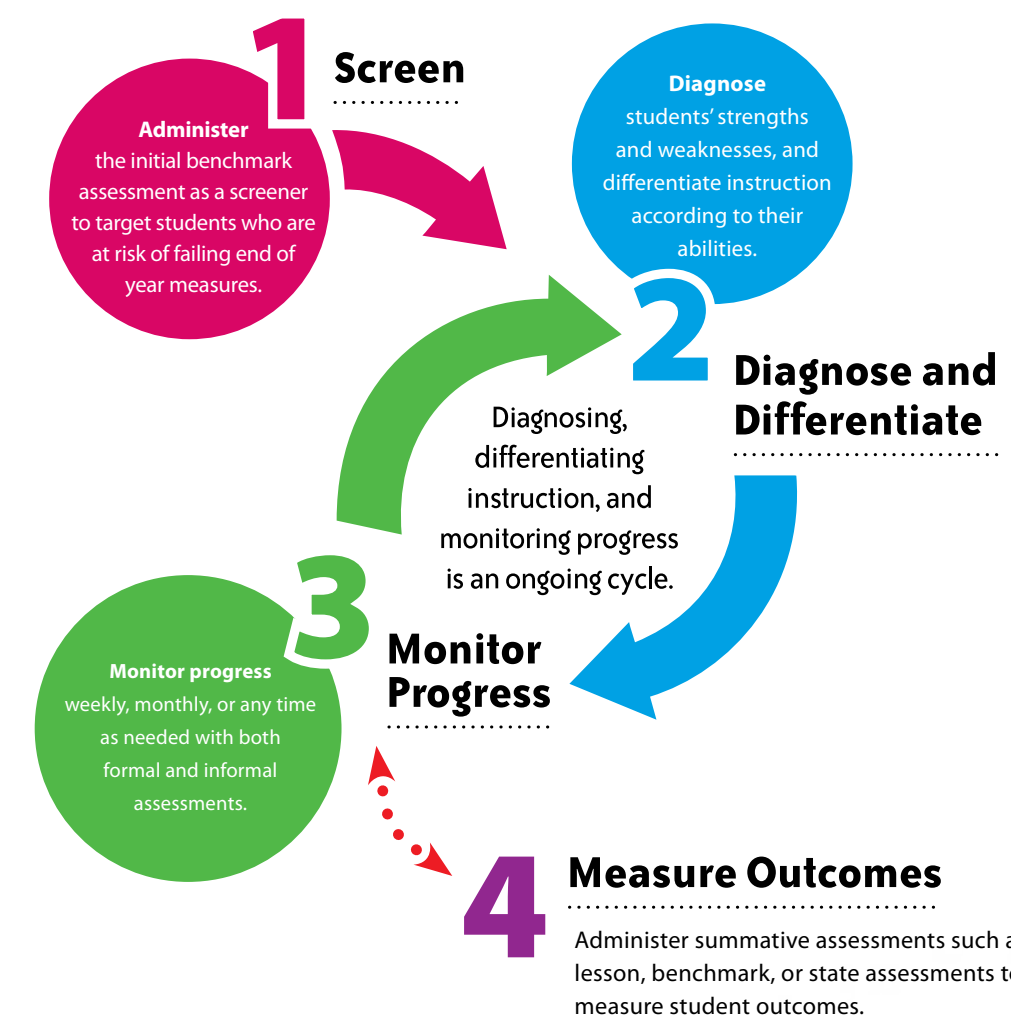 1
Screen
Administer
the initial benchmark
assessment as a screener
to target students who are
at risk of failing end of
year measures.
Diagnose
students’ strengths
and weaknesses, and
differentiate instruction
according to their
abilities.
2
Diagnose and
Differentiate
Diagnosing,
differentiating
instruction, and
monitoring progress
is an ongoing cycle.
3
Monitor
Progress
Monitor progress
weekly, monthly, or any time
as needed with both
formal and informal
assessments.
4
Measure Outcomes
Administer summative assessments such
lesson, benchmark, or state assessments
measure student outcomes.